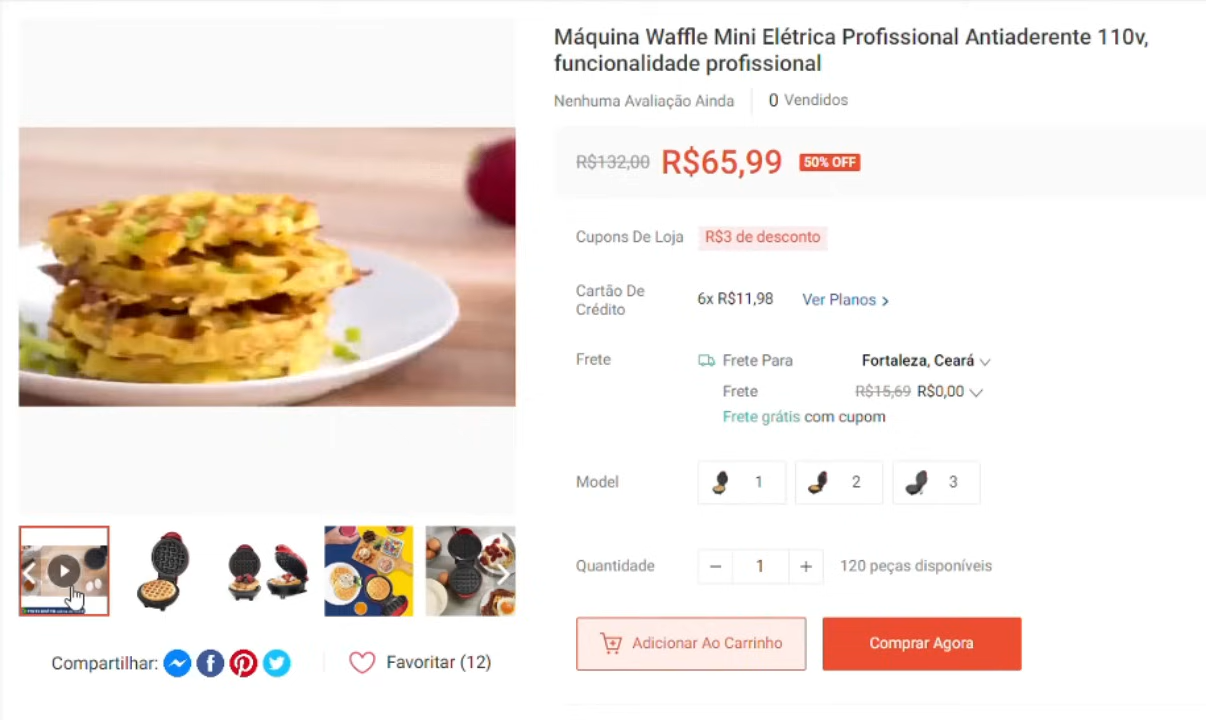 Máquina Waffle Mini Elétrica Profissional Antiaderente 110v,
funcionalidade profissional
Nenhuma Avaliação Ainda 0 Vendidos
R$132,00 R$65,99 50% OFF
Cupons De Loja R$3 de desconto
Cartão De
Crédito
6x R$11,98 Ver Planos
Frete Frete Para Fortaleza, Ceará
Frete R$15,69 R$0,00
Frete grátis com cupom
Model 1 2 3
Quantidade 1 120 peças disponíveis
Adicionar Ao Carrinho Comprar Agora
Compartilhar: Favoritar (12)